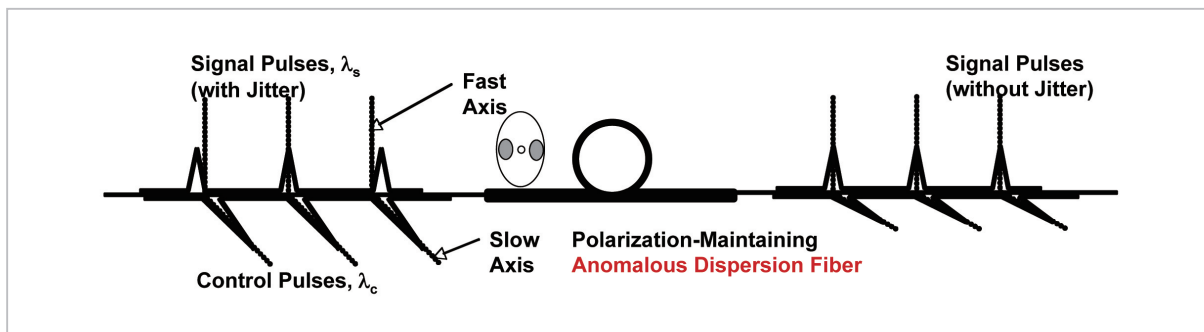 Signal Pulses, λs
(with Jitter)
Fast
Axis
Signal Pulses
(without Jitter)
Slow
Axis
Polarization-Maintaining
Anomalous Dispersion Fiber
Control Pulses, λc